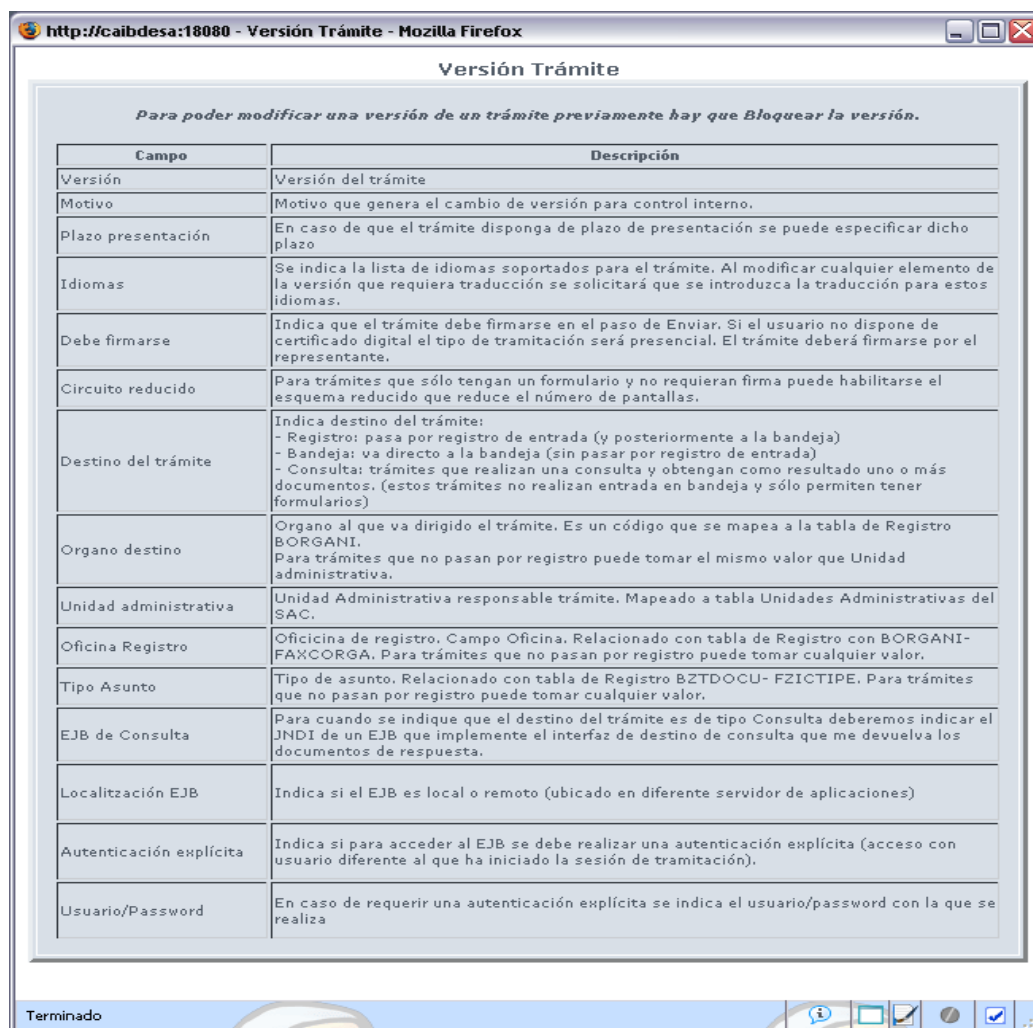 http://caibdesa:18080 - Versión Trámite - Mozilla Firefox
Versión Trámite
Para poder modificar una versión de un trámite previamente hay que Bloquear la versión.
Campo
Descripción
Versión
Versión del trámite
Motivo
Motivo que genera el cambio de versión para control interno.
Plazo presentación
En caso de que el trámite disponga de plazo de presentación se puede especificar dicho
plazo
Idiomas
Se indica la lista de idiomas soportados para el trámite. Al modificar cualquier elemento de
la versión que requiera traducción se solicitará que se introduzca la traducción para estos
idiomas.
Debe firmarse
Indica que el trámite debe firmarse en el paso de Enviar. Si el usuario no dispone de
certificado digital el tipo de tramitación será presencial. El trámite deberá firmarse por el
representante.
Circuito reducido
Para trámites que sólo tengan un formulario y no requieran firma puede habilitarse el
esquema reducido que reduce el número de pantallas.
Destino del trámite
Indica destino del trámite:
- Registro: pasa por registro de entrada (y posteriormente a la bandeja)
- Bandeja: va directo a la bandeja (sin pasar por registro de entrada)
- Consulta: trámites que realizan una consulta y obtengan como resultado uno o más
documentos. (estos trámites no realizan entrada en bandeja y sólo permiten tener
formularios)
Organo destino
Organo al que va dirigido el trámite. Es un código que se mapea a la tabla de Registro
BORGANI.
Para trámites que no pasan por registro puede tomar el mismo valor que Unidad
administrativa.
Unidad administrativa
Unidad Administrativa responsable trámite. Mapeado a tabla Unidades Administrativas del
SAC.
Oficina Registro
Oficicina de registro. Campo Oficina. Relacionado con tabla de Registro con BORGANI-
FAXCORGA. Para trámites que no pasan por registro puede tomar cualquier valor.
Tipo Asunto
Tipo de asunto. Relacionado con tabla de Registro BZTDOCU- FZICTIPE. Para trámites
que no pasan por registro puede tomar cualquier valor.
EJB de Consulta
Para cuando se indique que el destino del trámite es de tipo Consulta deberemos indicar el
JNDI de un EJB que implemente el interfaz de destino de consulta que me devuelva los
documentos de respuesta.
Localitzación EJB
Indica si el EJB es local o remoto (ubicado en diferente servidor de aplicaciones)
Autenticación explícita
Indica si para acceder al EJB se debe realizar una autenticación explícita (acceso con
usuario diferente al que ha iniciado la sesión de tramitación).
Usuario/Password
En caso de requerir una autenticación explícita se indica el usuario/password con la que se
realiza
Terminado